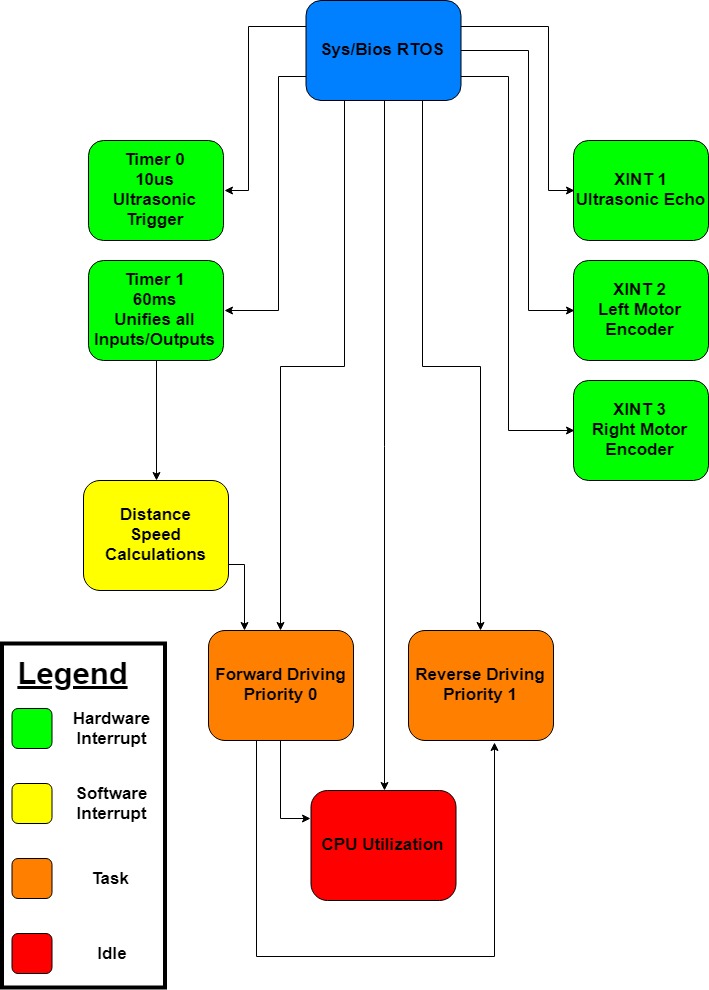 Sys/Bios RTOS
Timer 0
10us
Ultrasonic
Trigger
XINT 1
Ultrasonic Echo
Timer 1
60ms
Unifies all
Inputs/Outputs
XINT 2
Left Motor
Encoder
XINT 3
Right Motor
Encoder
Distance
Speed
Calculations
Forward Driving
Priority 0
Reverse Driving
Priority 1
CPU Utilization
Legend
Hardware
Interrupt
Software
Interrupt
Task
Idle